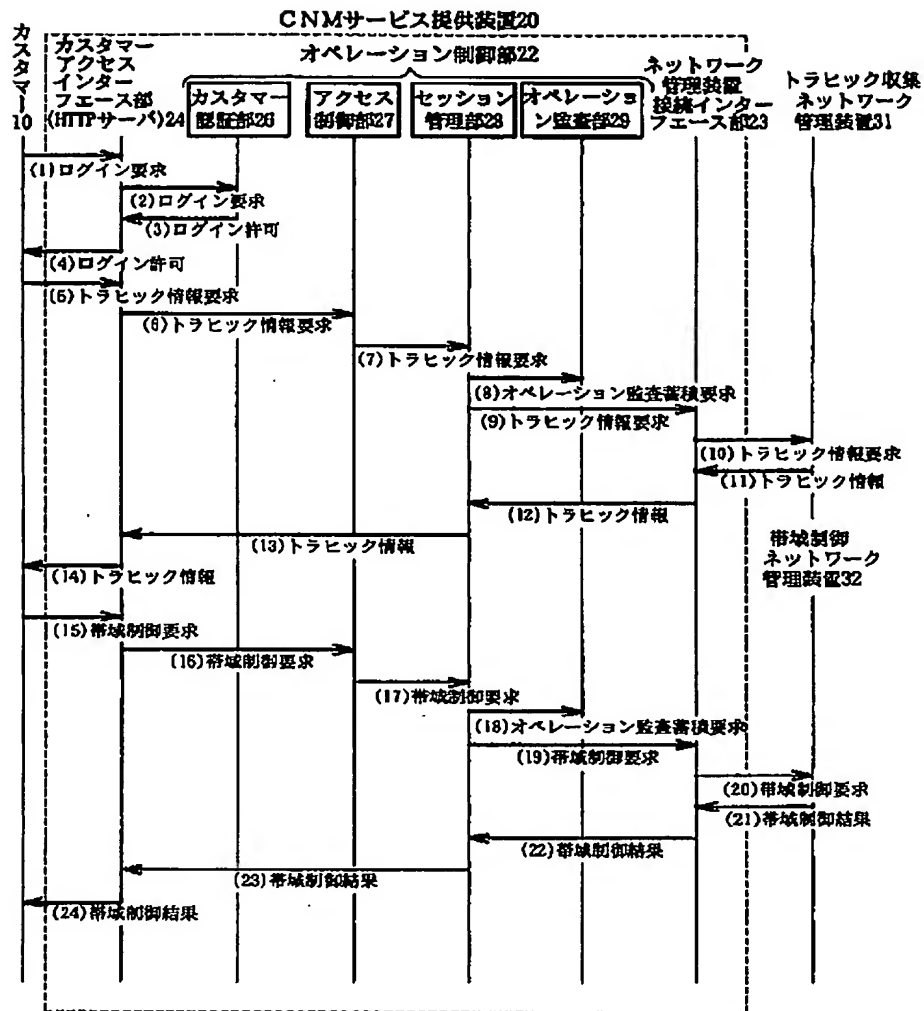 CNMサービス提供装置20
カスタマー10
カスタマー
アクセス
インター
フェース部
(HTTPサーバ)24
オペレーション制御部22
カスタマー
認証部26
アクセス
制御部27
セッション
管理部28
オペレーショ
ン監査部29
ネットワーク
管理装置
接続インター
フェース部23
トラヒック収集
ネットワーク
管理装置31
(1)ログイン要求
(2)ログイン要求
(3)ログイン許可
(4)ログイン許可
(5)トラヒック情報要求
(6)トラヒック情報要求
(7)トラヒック情報要求
(8)オペレーション監査蓄積要求
(9)トラヒック情報要求
(10)トラヒック情報要求
(11)トラヒック情報
(12)トラヒック情報
(13)トラヒック情報
(14)トラヒック情報
帯域制御
ネットワーク
管理装置32
(15)帯域制御要求
(16)帯域制御要求
(17)帯域制御要求
(18)オペレーション監査蓄積要求
(19)帯域制御要求
(20)帯域制御要求
(21)帯域制御結果
(22)帯域制御結果
(23)帯域制御結果
(24)帯域制御結果